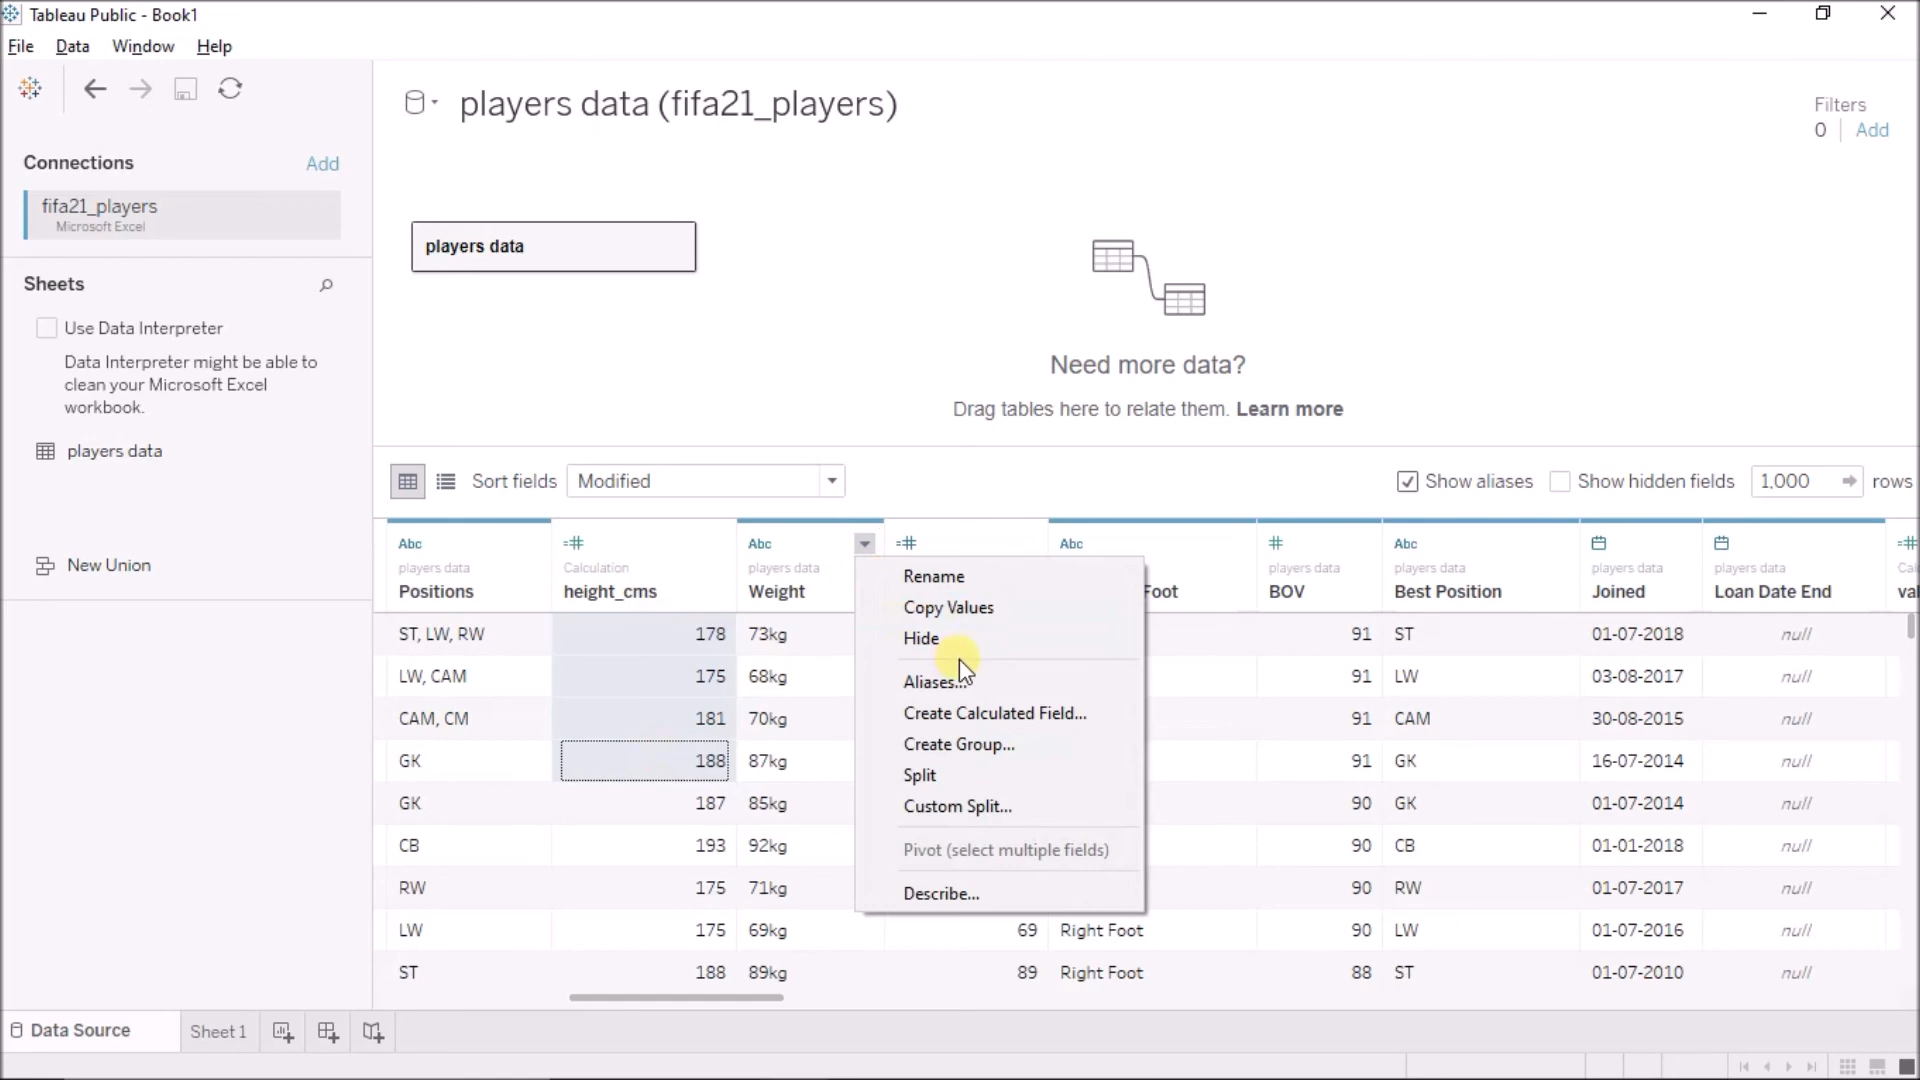 Tableau Public - Book1
File Data Window Help
players data (fifa21_players)
Filters
0 Add
Connections Add
fifa21_players
Microsoft Excel
players data
Sheets
Use Data Interpreter
Data Interpreter might be able to
clean your Microsoft Excel
workbook.
players data
New Union
Need more data?
Drag tables here to relate them. Learn more
Sort fields Modified Show aliases Show hidden fields 1,000 rows
Abc =# Abc =# Abc # Abc =#
players data Calculation players data players data players data players data players data Cal
Positions height_cms Weight Foot BOV Best Position Joined Loan Date End val
ST, LW, RW 178 73kg 91 ST 01-07-2018 null
LW, CAM 175 68kg 91 LW 03-08-2017 null
CAM, CM 181 70kg 91 CAM 30-08-2015 null
GK 188 87kg 91 GK 16-07-2014 null
GK 187 85kg 90 GK 01-07-2014 null
CB 193 92kg 90 CB 01-01-2018 null
RW 175 71kg 90 RW 01-07-2017 null
LW 175 69kg 69 Right Foot 90 LW 01-07-2016 null
ST 188 89kg 89 Right Foot 88 ST 01-07-2010 null
Rename
Copy Values
Hide
Aliases...
Create Calculated Field...
Create Group...
Split
Custom Split...
Pivot (select multiple fields)
Describe...
Data Source Sheet 1